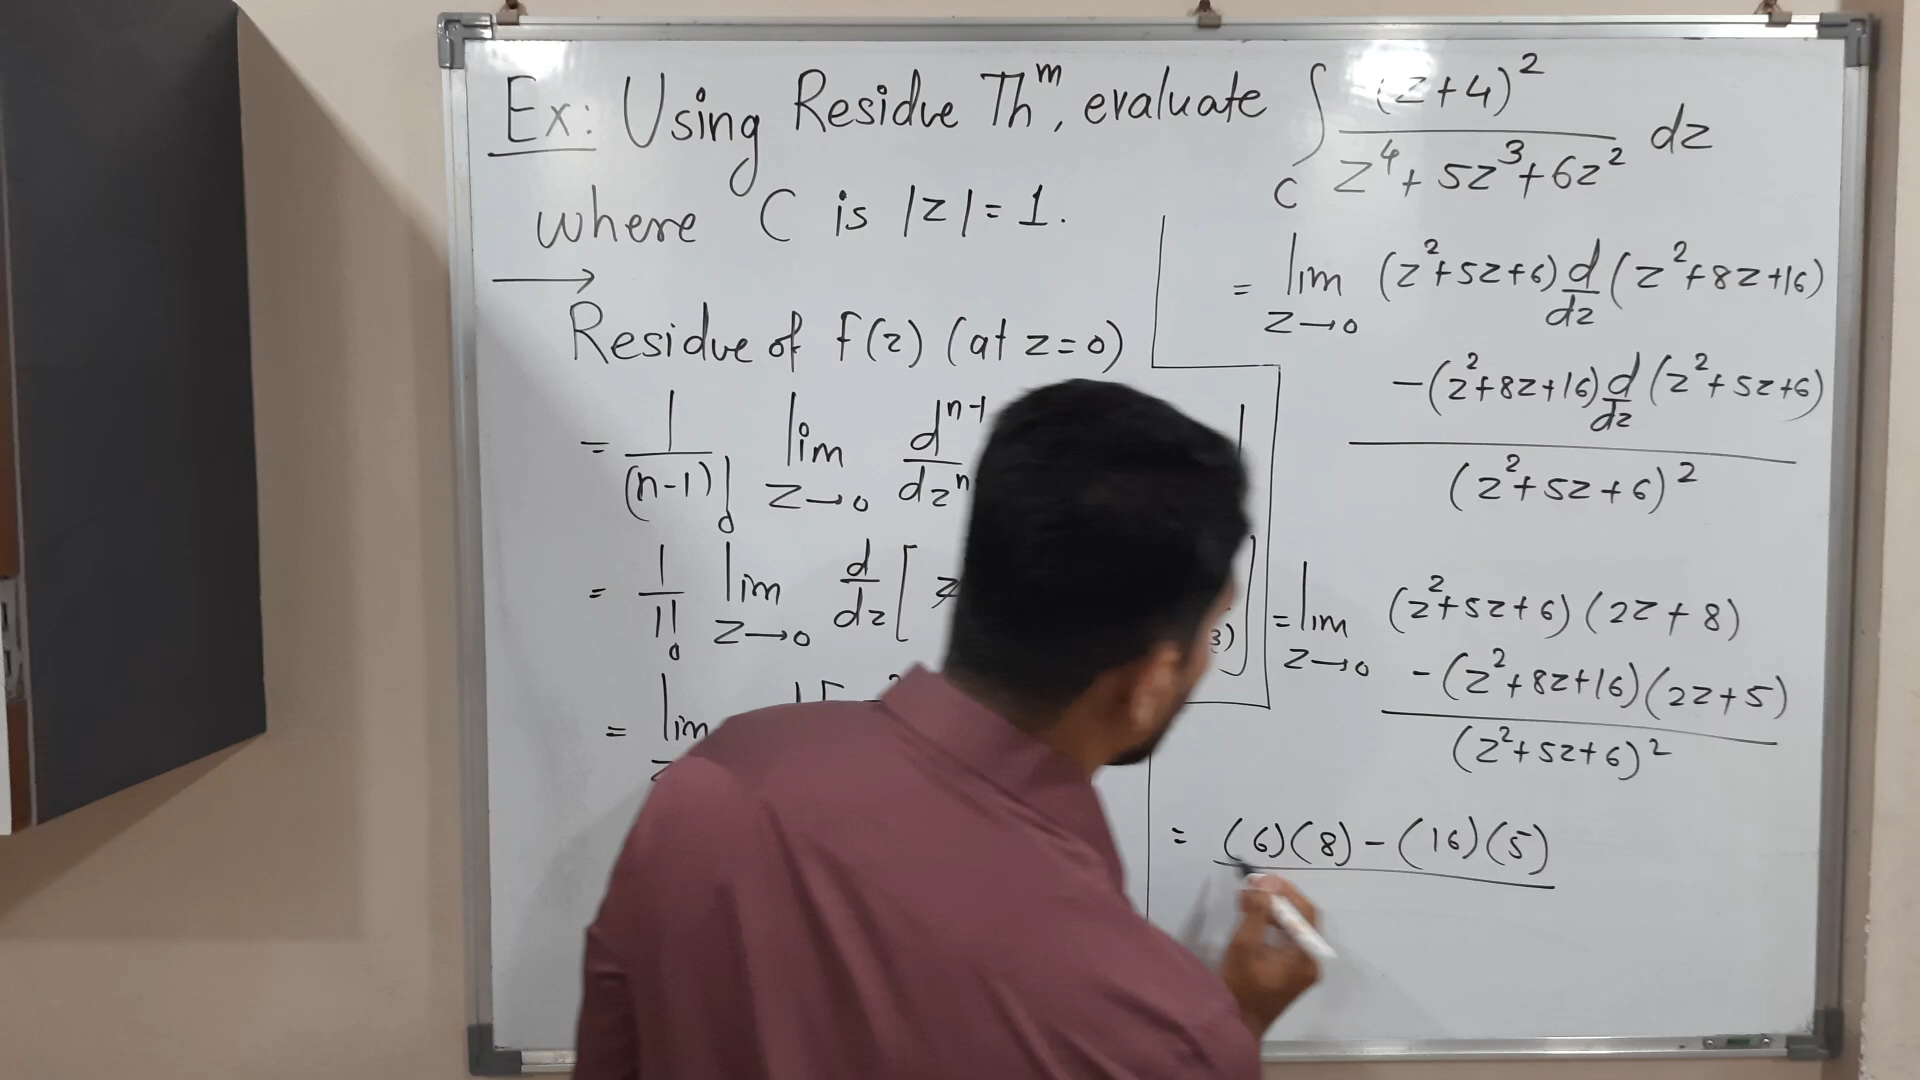 Ex: Using Residue Thᵐ, evaluate ∫_C (z+4)² / (z⁴ + 5z³ + 6z²) dz
where C is |z| = 1.
→
Residue of f(z) (at z=0)
= 1/(n-1)! lim z→0 dⁿ⁻¹/dzⁿ
= 1/1! lim z→0 d/dz [ z
3) ]
= lim
= lim z→0 (z²+5z+6) d/dz (z²+8z+16)
-(z²+8z+16) d/dz (z²+5z+6)
(z²+5z+6)²
= lim z→0 (z²+5z+6)(2z+8)
-(z²+8z+16)(2z+5)
(z²+5z+6)²
= (6)(8) - (16)(5)